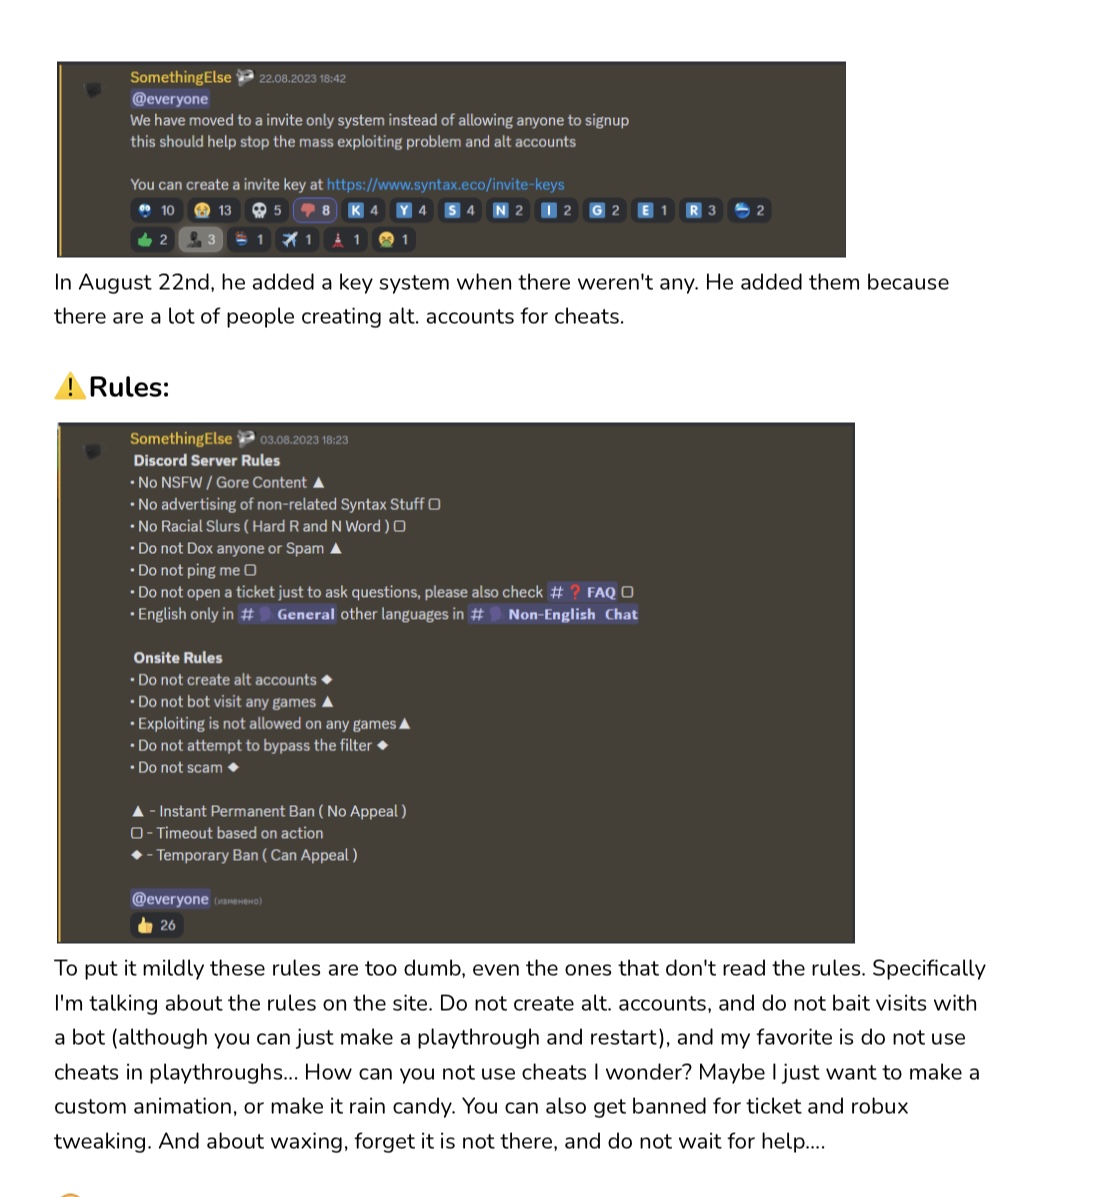 SomethingElse 22.08.2023 18:42
@everyone
We have moved to a invite only system instead of allowing anyone to signup
this should help stop the mass exploiting problem and alt accounts
You can create a invite key at https://www.syntax.eco/invite-keys
10 13 5 8 K 4 Y 4 S 4 N 2 I 2 G 2 E 1 R 3 2
2 3 1 1 1 1
In August 22nd, he added a key system when there weren't any. He added them because
there are a lot of people creating alt. accounts for cheats.
⚠️Rules:
SomethingElse 03.08.2023 18:23
Discord Server Rules
• No NSFW / Gore Content ▲
• No advertising of non-related Syntax Stuff ▢
• No Racial Slurs ( Hard R and N Word ) ▢
• Do not Dox anyone or Spam ▲
• Do not ping me ▢
• Do not open a ticket just to ask questions, please also check # ❓ FAQ ▢
• English only in # General other languages in # Non-English Chat
Onsite Rules
• Do not create alt accounts ◆
• Do not bot visit any games ▲
• Exploiting is not allowed on any games ▲
• Do not attempt to bypass the filter ◆
• Do not scam ◆
▲ - Instant Permanent Ban ( No Appeal )
▢ - Timeout based on action
◆ - Temporary Ban ( Can Appeal )
@everyone (изменено)
26
To put it mildly these rules are too dumb, even the ones that don't read the rules. Specifically
I'm talking about the rules on the site. Do not create alt. accounts, and do not bait visits with
a bot (although you can just make a playthrough and restart), and my favorite is do not use
cheats in playthroughs... How can you not use cheats I wonder? Maybe I just want to make a
custom animation, or make it rain candy. You can also get banned for ticket and robux
tweaking. And about waxing, forget it is not there, and do not wait for help....